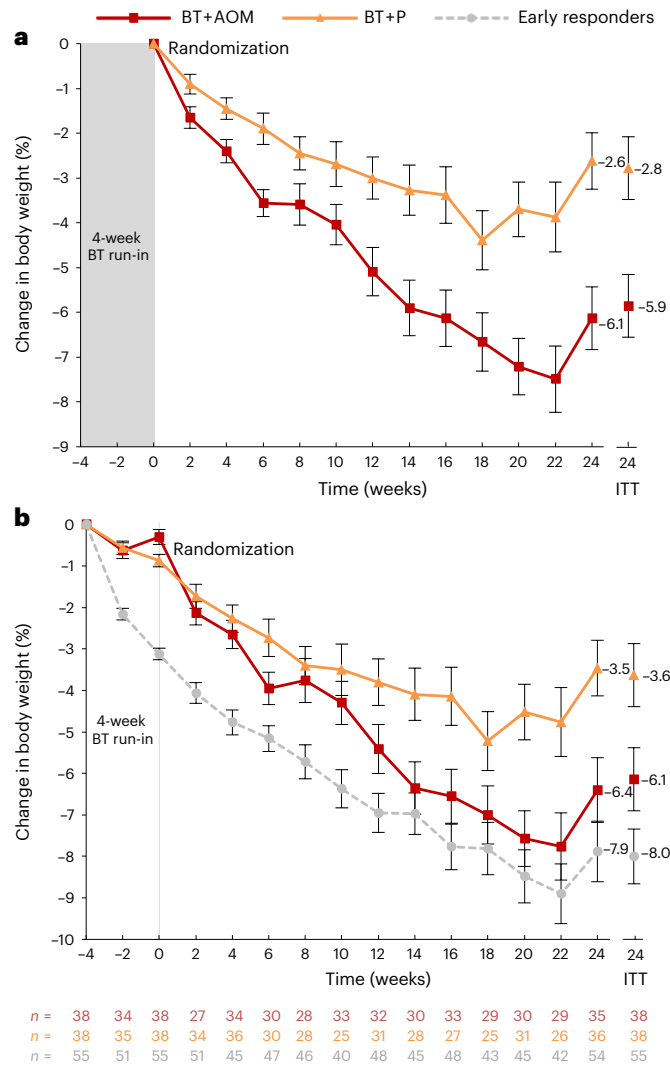 BT+AOM BT+P Early responders
a
Randomization
0
–1
–2
–3
–4
–5
–6
–7
–8
–9
Change in body weight (%)
4-week
BT run-in
–2.6
–2.8
–5.9
–6.1
–4 –2 0 2 4 6 8 10 12 14 16 18 20 22 24 24
Time (weeks) ITT
b
Randomization
0
–1
–2
–3
–4
–5
–6
–7
–8
–9
–10
Change in body weight (%)
4-week
BT run-in
–3.5
–3.6
–6.1
–6.4
–7.9
–8.0
–4 –2 0 2 4 6 8 10 12 14 16 18 20 22 24 24
Time (weeks) ITT
n = 38 34 38 27 34 30 28 33 32 30 33 29 30 29 35 38
n = 38 35 38 34 36 30 28 25 31 28 27 25 31 26 36 38
n = 55 51 55 51 45 47 46 40 48 45 48 43 45 42 54 55